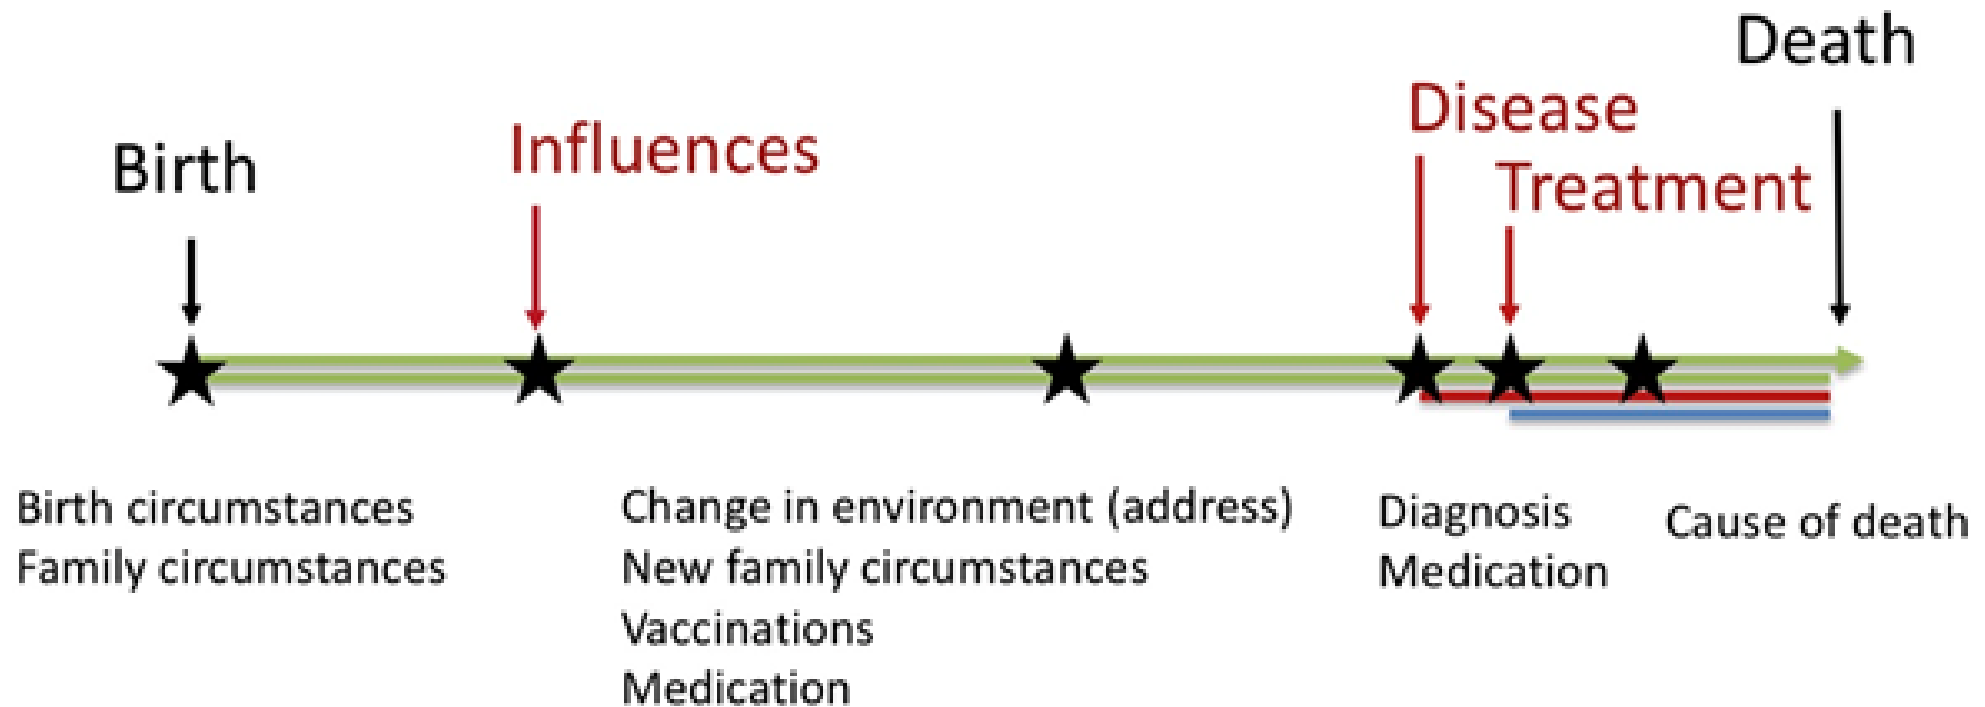 Death
Disease
Birth
Influences
Treatment
Birth circumstances
Family circumstances
Change in environment (address)
New family circumstances
Vaccinations
Medication
Diagnosis
Medication
Cause of death